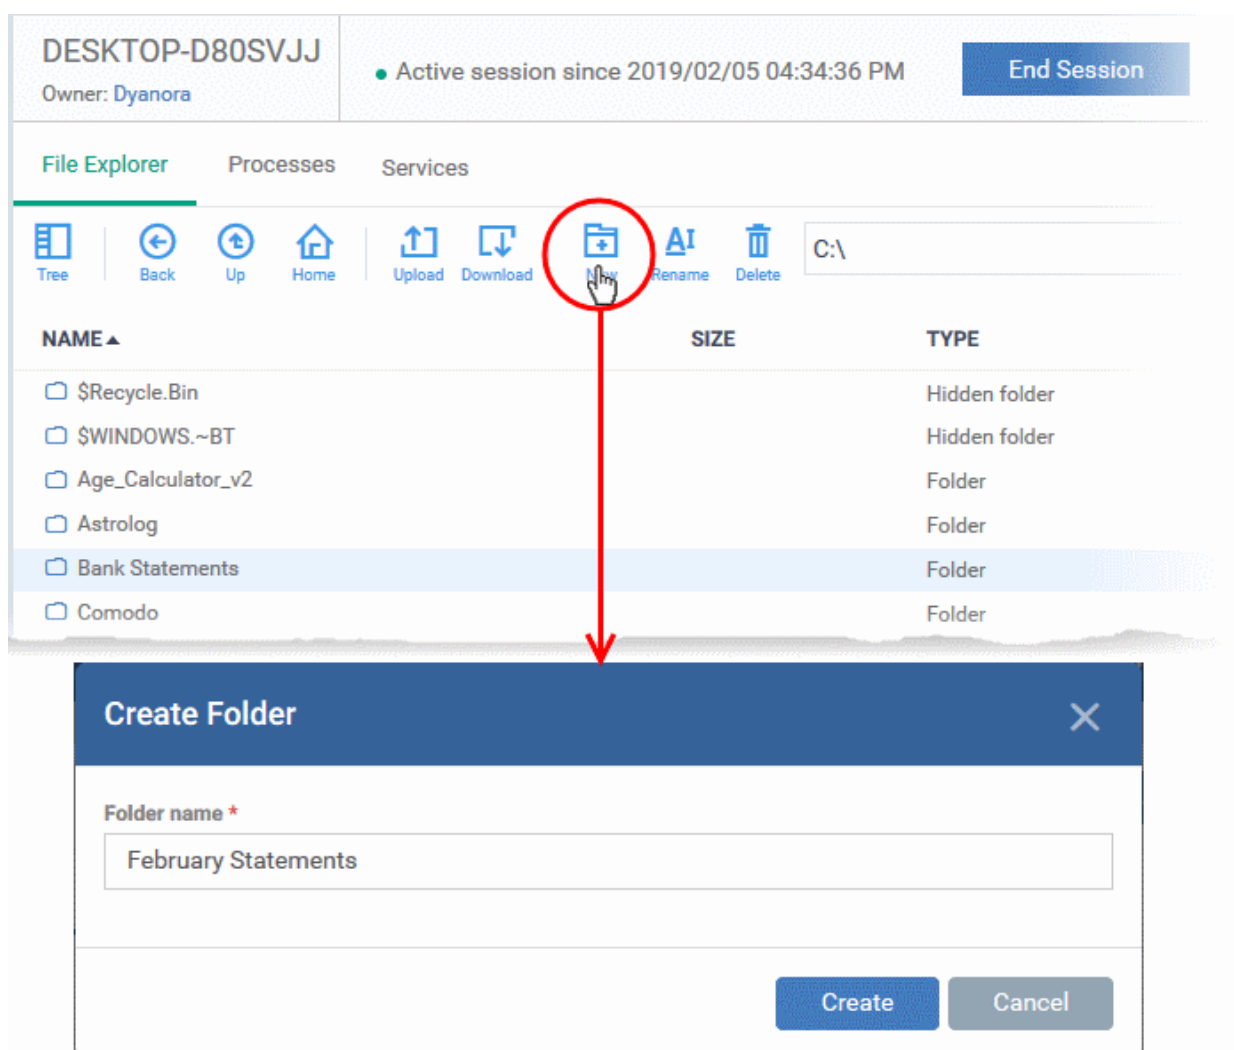 DESKTOP-D80SVJJ
Owner: Dyanora
Active session since 2019/02/05 04:34:36 PM
End Session
File Explorer Processes Services
Tree Back Up Home Upload Download New Rename Delete
C:\
NAME SIZE TYPE
$Recycle.Bin Hidden folder
$WINDOWS.~BT Hidden folder
Age_Calculator_v2 Folder
Astrolog Folder
Bank Statements Folder
Comodo Folder
Create Folder
Folder name *
February Statements
Create Cancel